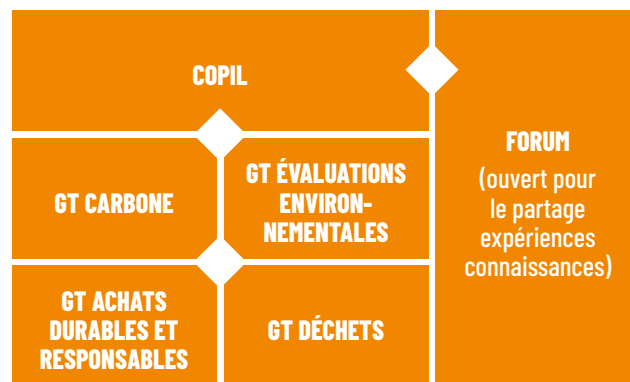 COPIL
GT CARBONE
GT ÉVALUATIONS
ENVIRON-
NEMENTALES
GT ACHATS
DURABLES ET
RESPONSABLES
GT DÉCHETS
FORUM
(ouvert pour
le partage
expériences
connaissances)